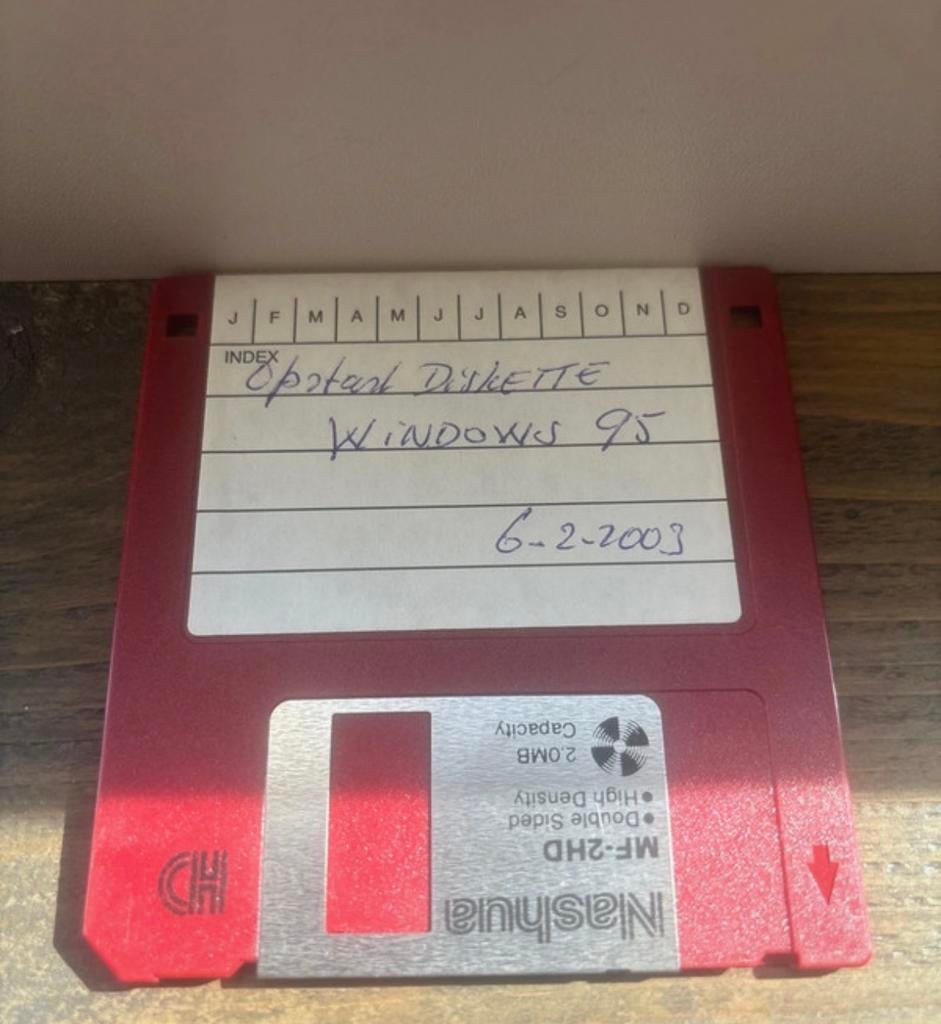 J F M A M J J A S O N D
INDEX
Opstart DiskETTE
WiNDOWS 95
6-2-2003
2.0MB
Capacity
MF-2HD
• Double Sided
• High Density
Nashua
HD